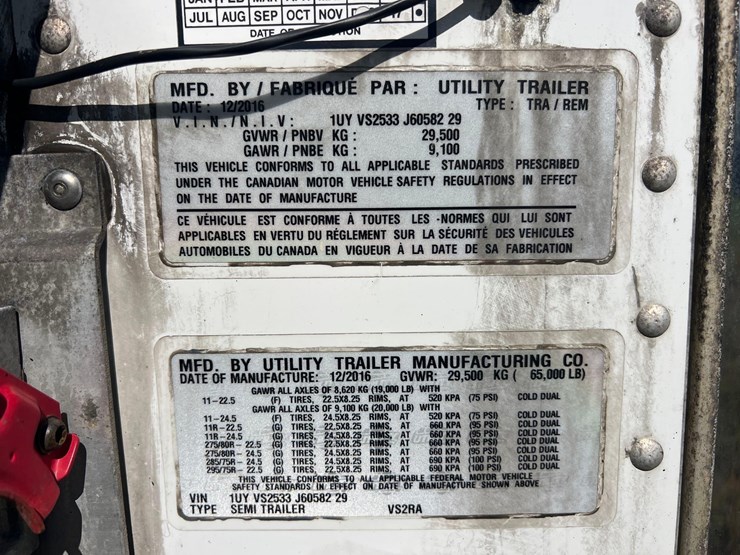 JUL AUG SEP OCT NOV
MFD. BY / FABRIQUÉ PAR : UTILITY TRAILER
DATE : 12/2016 TYPE : TRA / REM
V.I.N./N.I.V: 1UY VS2533 J60582 29
GVWR / PNBV KG : 29,500
GAWR / PNBE KG : 9,100
THIS VEHICLE CONFORMS TO ALL APPLICABLE STANDARDS PRESCRIBED
UNDER THE CANADIAN MOTOR VEHICLE SAFETY REGULATIONS IN EFFECT
ON THE DATE OF MANUFACTURE
CE VÉHICULE EST CONFORME À TOUTES LES -NORMES QUI LUI SONT
APPLICABLES EN VERTU DU RÉGLEMENT SUR LA SÉCURITÉ DES VEHICULES
AUTOMOBILES DU CANADA EN VIGUEUR À LA DATE DE SA FABRICATION
MFD. BY UTILITY TRAILER MANUFACTURING CO.
DATE OF MANUFACTURE: 12/2016 GVWR: 29,500 KG ( 65,000 LB)
GAWR ALL AXLES OF 8,620 KG (19,000 LB) WITH
11-22.5 (F) TIRES, 22.5X8.25 RIMS, AT 520 KPA (75 PSI) COLD DUAL
GAWR ALL AXLES OF 9,100 KG (20,000 LB) WITH
11-24.5 (F) TIRES, 24.5X8.25 RIMS, AT 520 KPA (75 PSI) COLD DUAL
11R-22.5 (G) TIRES, 22.5X8.25 RIMS, AT 660 KPA (95 PSI) COLD DUAL
11R-24.5 (G) TIRES, 24.5X8.25 RIMS, AT 660 KPA (95 PSI) COLD DUAL
275/80R-22.5 (G) TIRES, 22.5X8.25 RIMS, AT 660 KPA (95 PSI) COLD DUAL
275/80R-24.5 (G) TIRES, 24.5X8.25 RIMS, AT 660 KPA (95 PSI) COLD DUAL
285/75R-24.5 (G) TIRES, 24.5X8.25 RIMS, AT 690 KPA (100 PSI) COLD DUAL
295/75R-22.5 (G) TIRES, 22.5X8.25 RIMS, AT 690 KPA (100 PSI) COLD DUAL
THIS VEHICLE CONFORMS TO ALL APPLICABLE FEDERAL MOTOR VEHICLE
SAFETY STANDARDS IN EFFECT ON DATE OF MANUFACTURE SHOWN ABOVE
VIN 1UY VS2533 J60582 29
TYPE SEMI TRAILER VS2RA